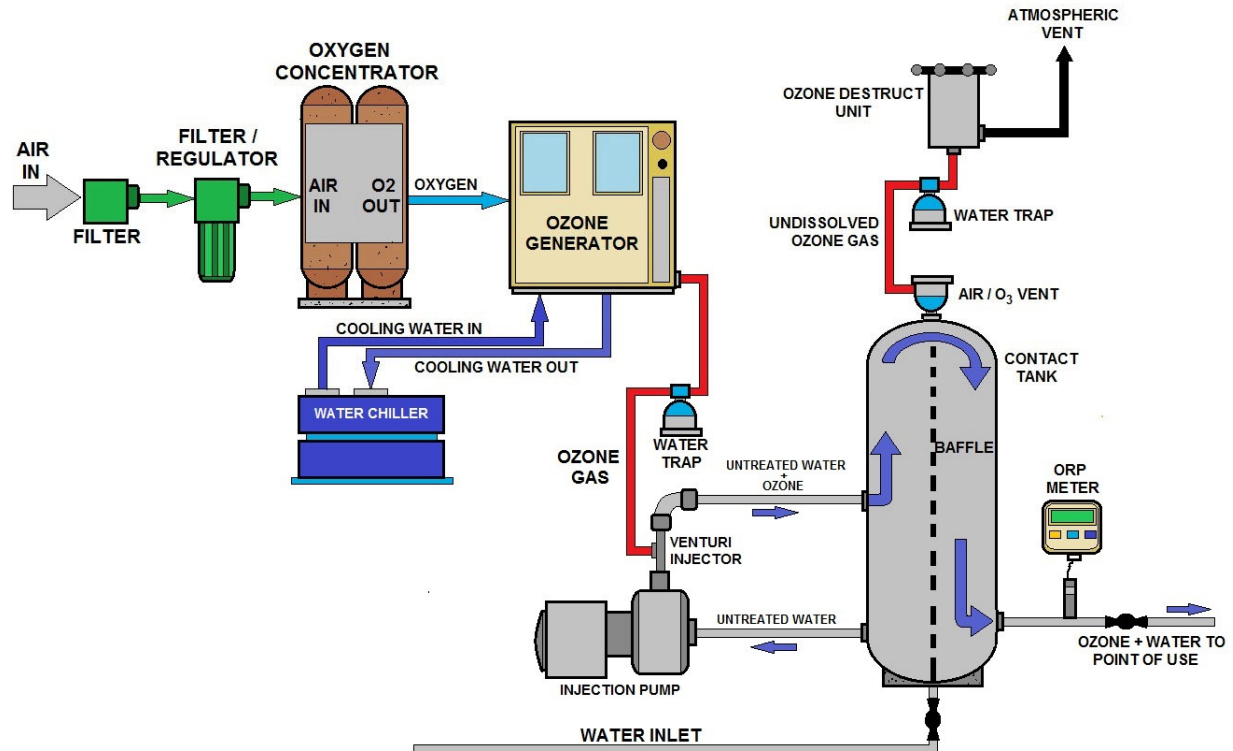 AIR
IN
FILTER
FILTER /
REGULATOR
OXYGEN
CONCENTRATOR
AIR
IN
O2
OUT
OXYGEN
OZONE
GENERATOR
COOLING WATER IN
COOLING WATER OUT
WATER CHILLER
WATER
TRAP
OZONE
GAS
VENTURI
INJECTOR
UNTREATED WATER
+
OZONE
UNTREATED WATER
INJECTION PUMP
WATER INLET
ATMOSPHERIC
VENT
OZONE DESTRUCT
UNIT
WATER TRAP
UNDISSOLVED
OZONE GAS
AIR / O₃ VENT
CONTACT
TANK
BAFFLE
ORP
METER
OZONE + WATER TO
POINT OF USE